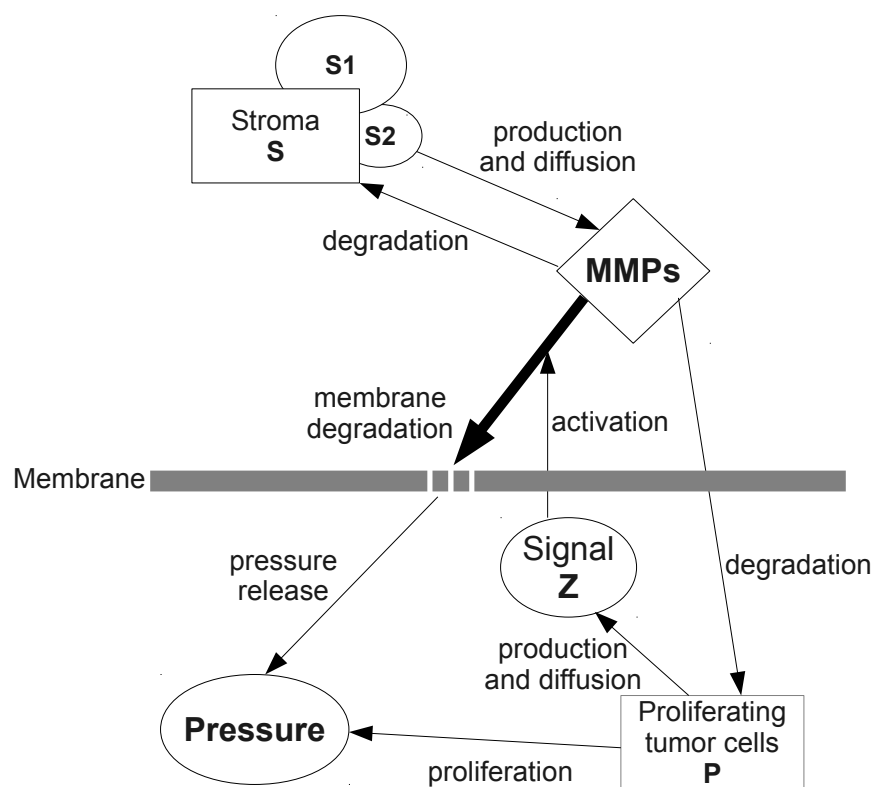 S1
Stroma
S
S2
production
and diffusion
degradation
MMPs
membrane
degradation
activation
Membrane
Signal
Z
pressure
release
degradation
production
and diffusion
Pressure
Proliferating
tumor cells
P
proliferation